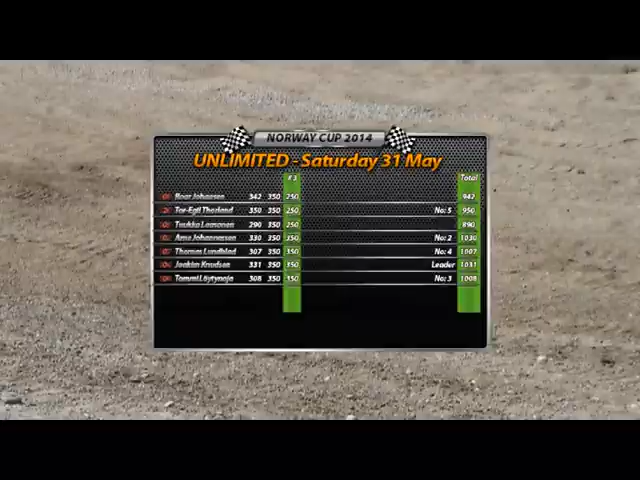 NORWAY CUP 2014
UNLIMITED - Saturday 31 May
Total
Roar Johansen 342 350 250 942
Tor-Egil Thorland 350 350 250 No: 5 950
Tuukka Laasonen 290 350 250 890
Arne Johannessen 330 350 350 No: 2 1030
Thomas Lundblad 307 350 350 No: 4 1007
Joakim Knudsen 331 350 350 Leader 1031
Tommi Löytynoja 308 350 350 No: 3 1008